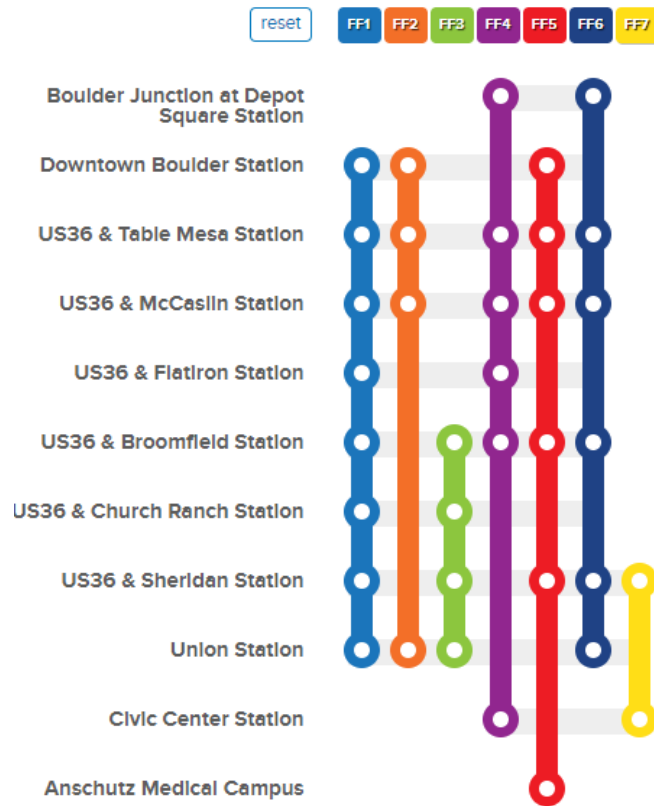 reset
FF1 FF2 FF3 FF4 FF5 FF6 FF7
Boulder Junction at Depot
Square Station
Downtown Boulder Station
US36 & Table Mesa Station
US36 & McCaslin Station
US36 & Flatiron Station
US36 & Broomfield Station
US36 & Church Ranch Station
US36 & Sheridan Station
Union Station
Civic Center Station
Anschutz Medical Campus